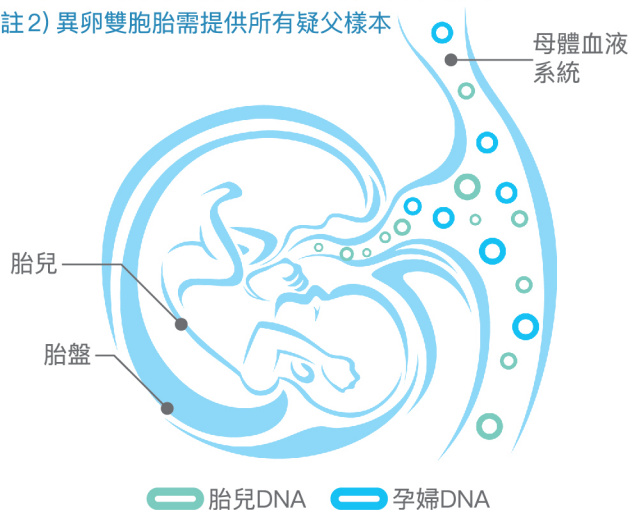 註2) 異卵雙胞胎需提供所有疑父樣本
母體血液
系統
胎兒
胎盤
胎兒DNA
孕婦DNA